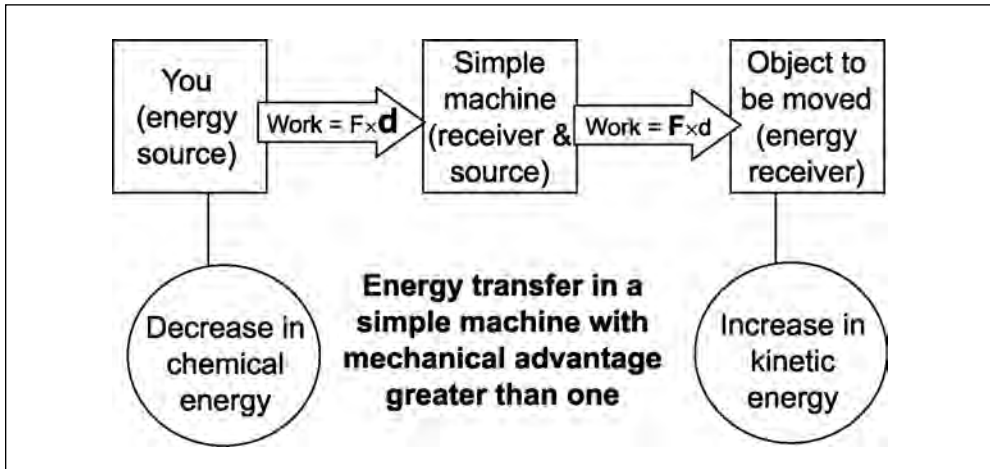 You
(energy
source)
Work = F×d
Simple
machine
(receiver &
source)
Work = F×d
Object to
be moved
(energy
receiver)
Decrease in
chemical
energy
Energy transfer in a
simple machine with
mechanical advantage
greater than one
Increase in
kinetic
energy